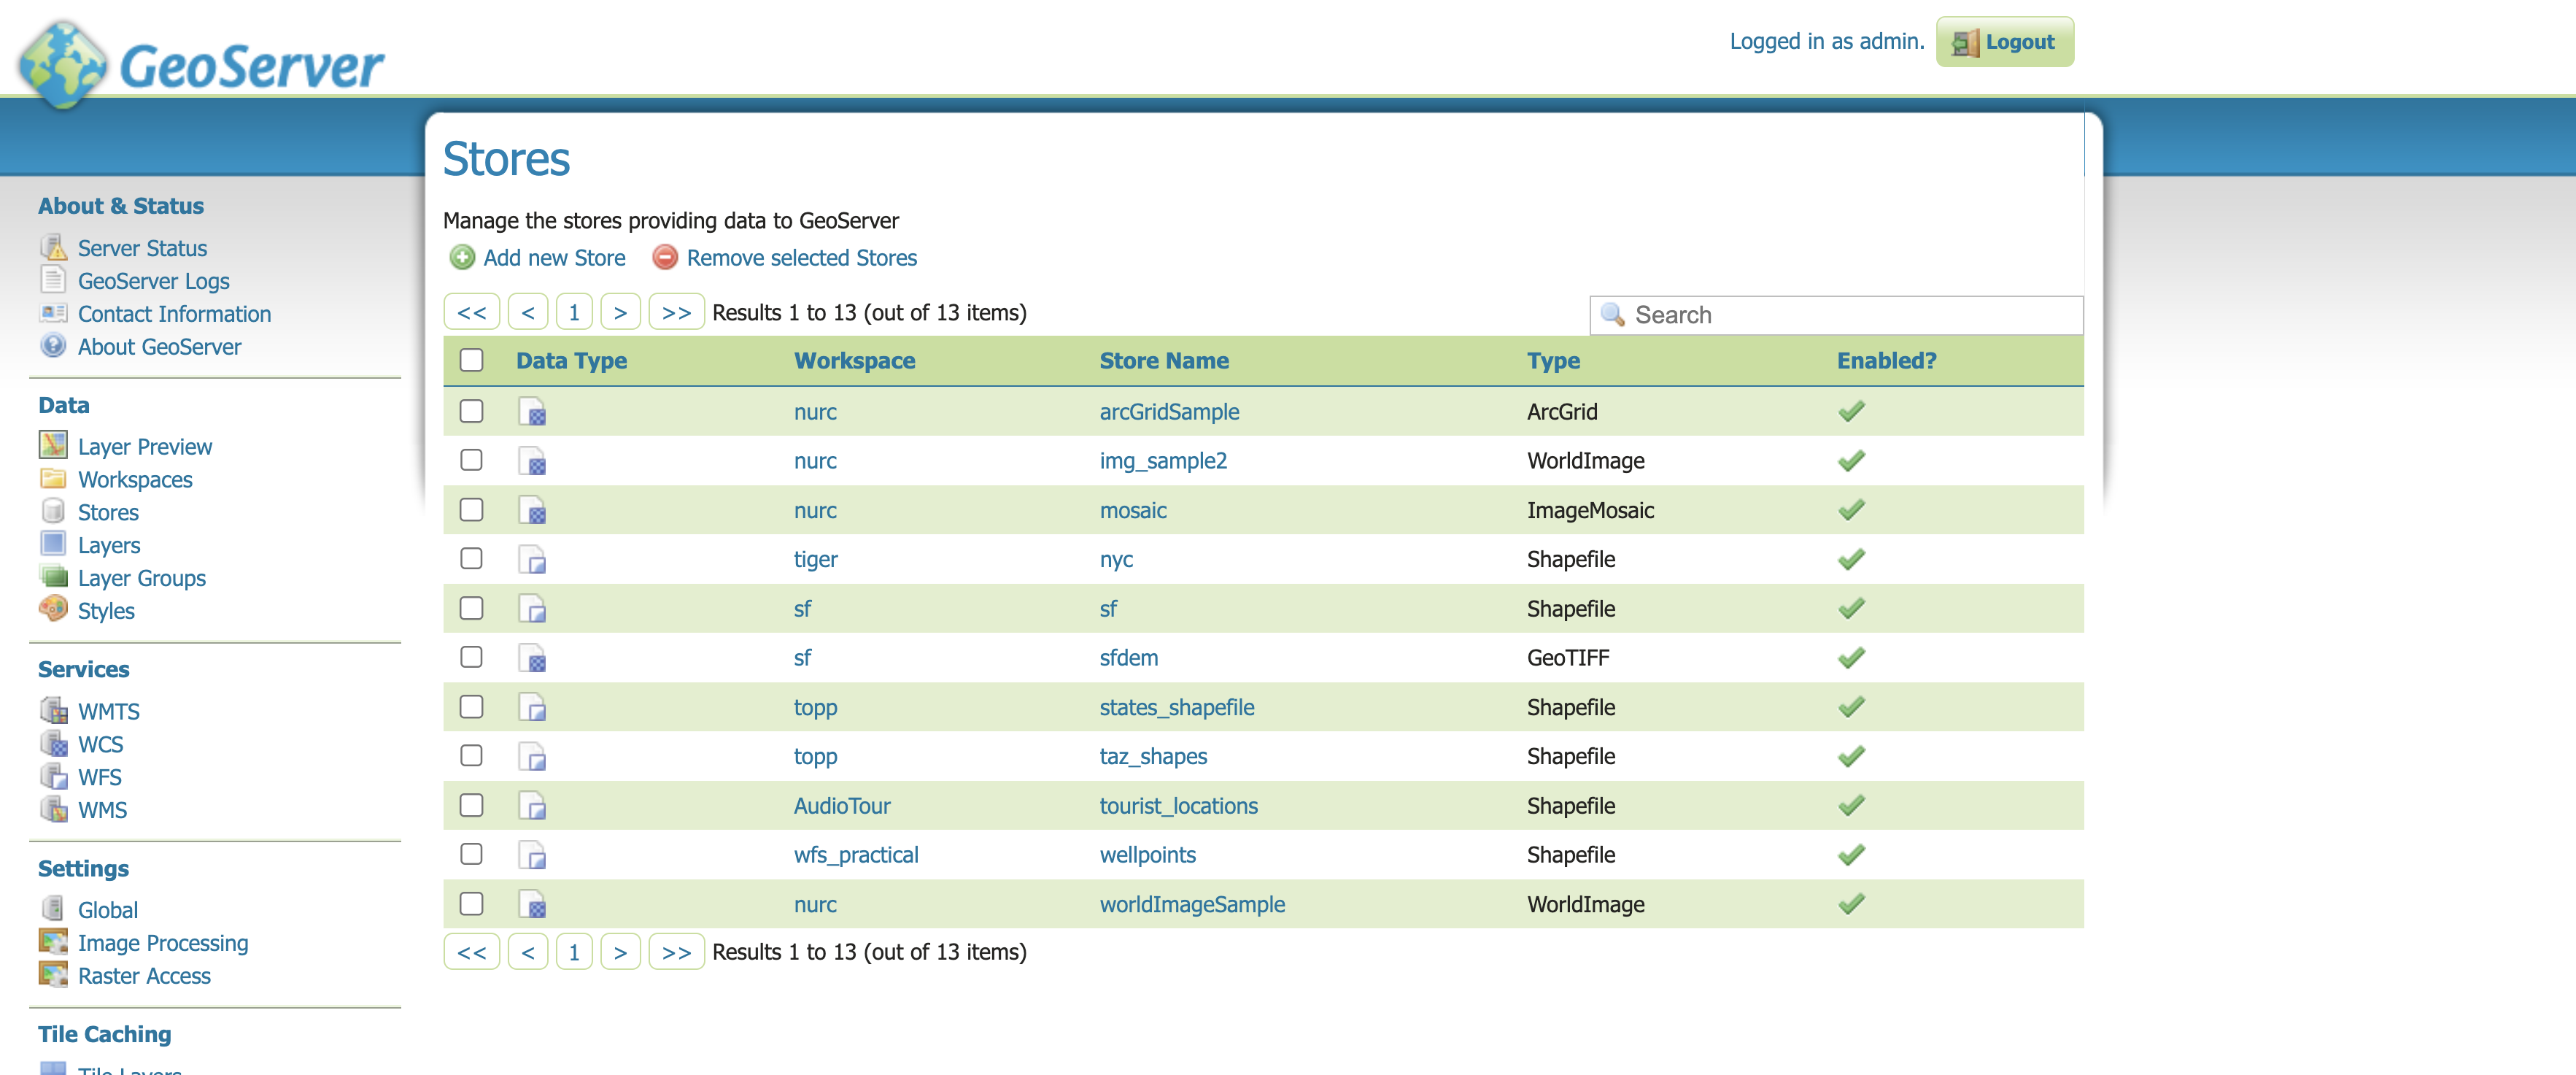 GeoServer
Logged in as admin. Logout
Stores
Manage the stores providing data to GeoServer
Add new Store Remove selected Stores
<< < 1 > >> Results 1 to 13 (out of 13 items) Search
Data Type Workspace Store Name Type Enabled?
nurc arcGridSample ArcGrid
nurc img_sample2 WorldImage
nurc mosaic ImageMosaic
tiger nyc Shapefile
sf sf Shapefile
sf sfdem GeoTIFF
topp states_shapefile Shapefile
topp taz_shapes Shapefile
AudioTour tourist_locations Shapefile
wfs_practical wellpoints Shapefile
nurc worldImageSample WorldImage
<< < 1 > >> Results 1 to 13 (out of 13 items)
About & Status
Server Status
GeoServer Logs
Contact Information
About GeoServer
Data
Layer Preview
Workspaces
Stores
Layers
Layer Groups
Styles
Services
WMTS
WCS
WFS
WMS
Settings
Global
Image Processing
Raster Access
Tile Caching
Tile Layers